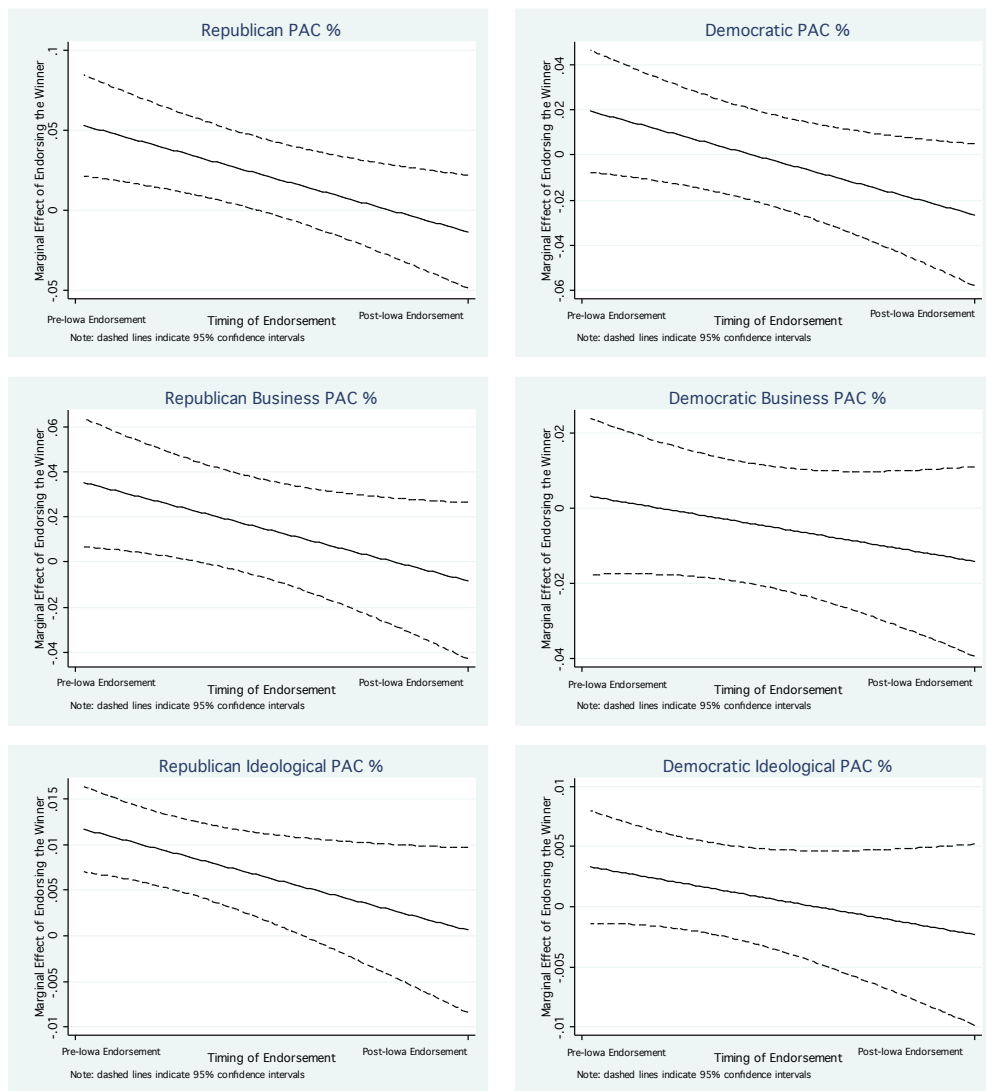 Republican PAC %
Marginal Effect of Endorsing the Winner
.1
.05
0
-.05
Pre-Iowa Endorsement
Timing of Endorsement
Post-Iowa Endorsement
Note: dashed lines indicate 95% confidence intervals
Democratic PAC %
Marginal Effect of Endorsing the Winner
.04
.02
0
-.02
-.04
-.06
Pre-Iowa Endorsement
Timing of Endorsement
Post-Iowa Endorsement
Note: dashed lines indicate 95% confidence intervals
Republican Business PAC %
Marginal Effect of Endorsing the Winner
.06
.04
.02
0
-.02
-.04
Pre-Iowa Endorsement
Timing of Endorsement
Post-Iowa Endorsement
Note: dashed lines indicate 95% confidence intervals
Democratic Business PAC %
Marginal Effect of Endorsing the Winner
.02
0
-.02
-.04
Pre-Iowa Endorsement
Timing of Endorsement
Post-Iowa Endorsement
Note: dashed lines indicate 95% confidence intervals
Republican Ideological PAC %
Marginal Effect of Endorsing the Winner
.015
.01
.005
0
-.005
-.01
Pre-Iowa Endorsement
Timing of Endorsement
Post-Iowa Endorsement
Note: dashed lines indicate 95% confidence intervals
Democratic Ideological PAC %
Marginal Effect of Endorsing the Winner
.01
.005
0
-.005
-.01
Pre-Iowa Endorsement
Timing of Endorsement
Post-Iowa Endorsement
Note: dashed lines indicate 95% confidence intervals